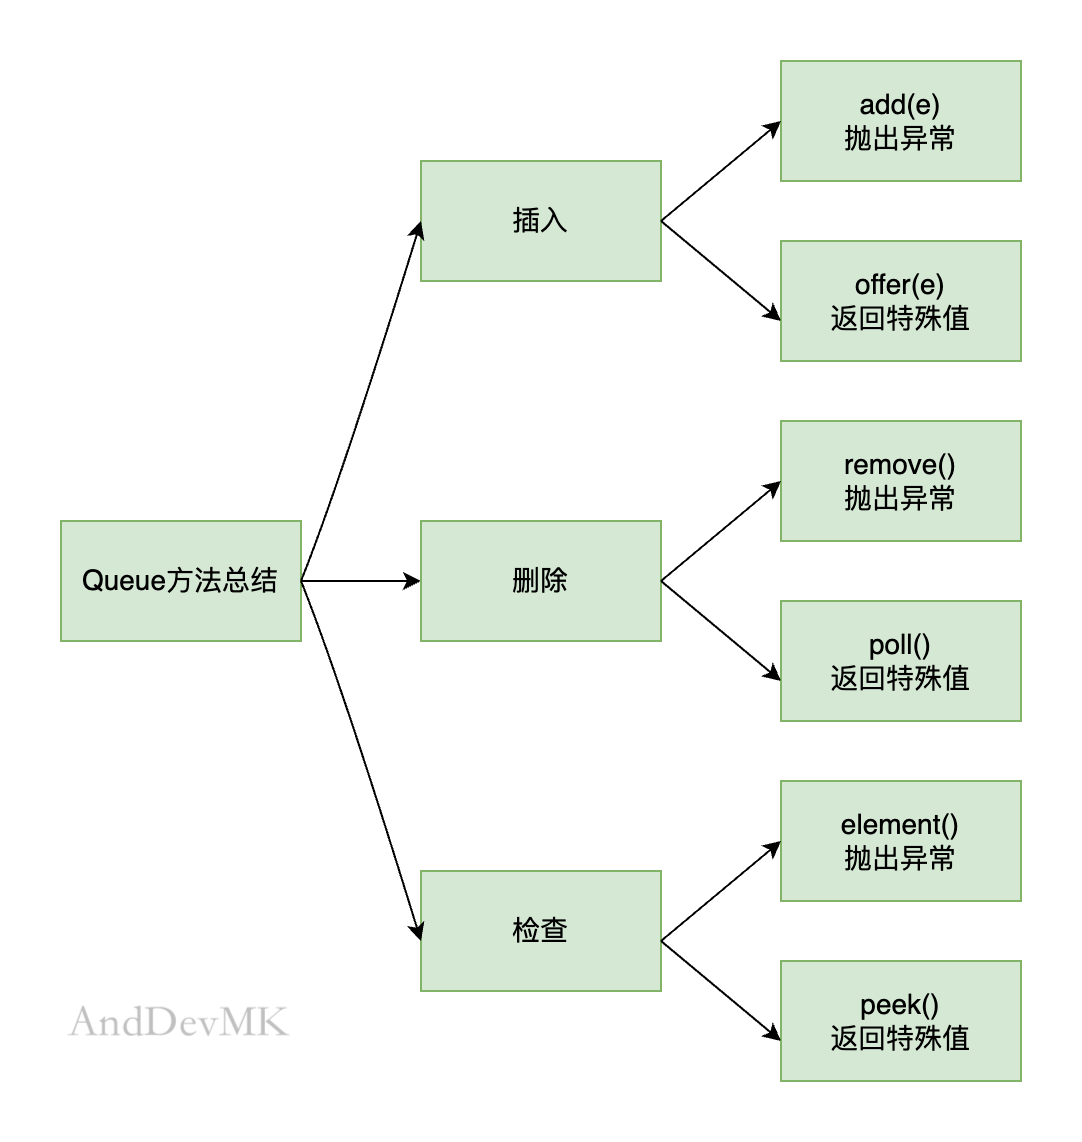 Queue方法总结
插入
add(e)
抛出异常
offer(e)
返回特殊值
删除
remove()
抛出异常
poll()
返回特殊值
检查
element()
抛出异常
peek()
返回特殊值
AndDevMK